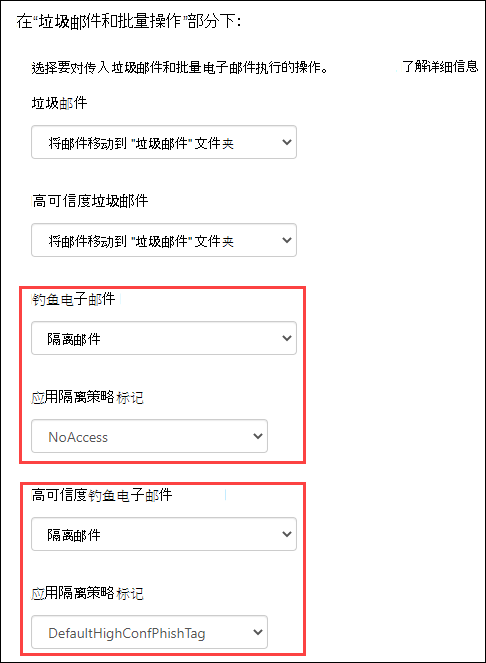 在“垃圾邮件和批量操作”部分下：
选择要对传入垃圾邮件和批量电子邮件执行的操作。 了解详细信息
垃圾邮件
将邮件移动到 "垃圾邮件" 文件夹
高可信度垃圾邮件
将邮件移动到 "垃圾邮件" 文件夹
钓鱼电子邮件
隔离邮件
应用隔离策略标记
NoAccess
高可信度钓鱼电子邮件
隔离邮件
应用隔离策略标记
DefaultHighConfPhishTag